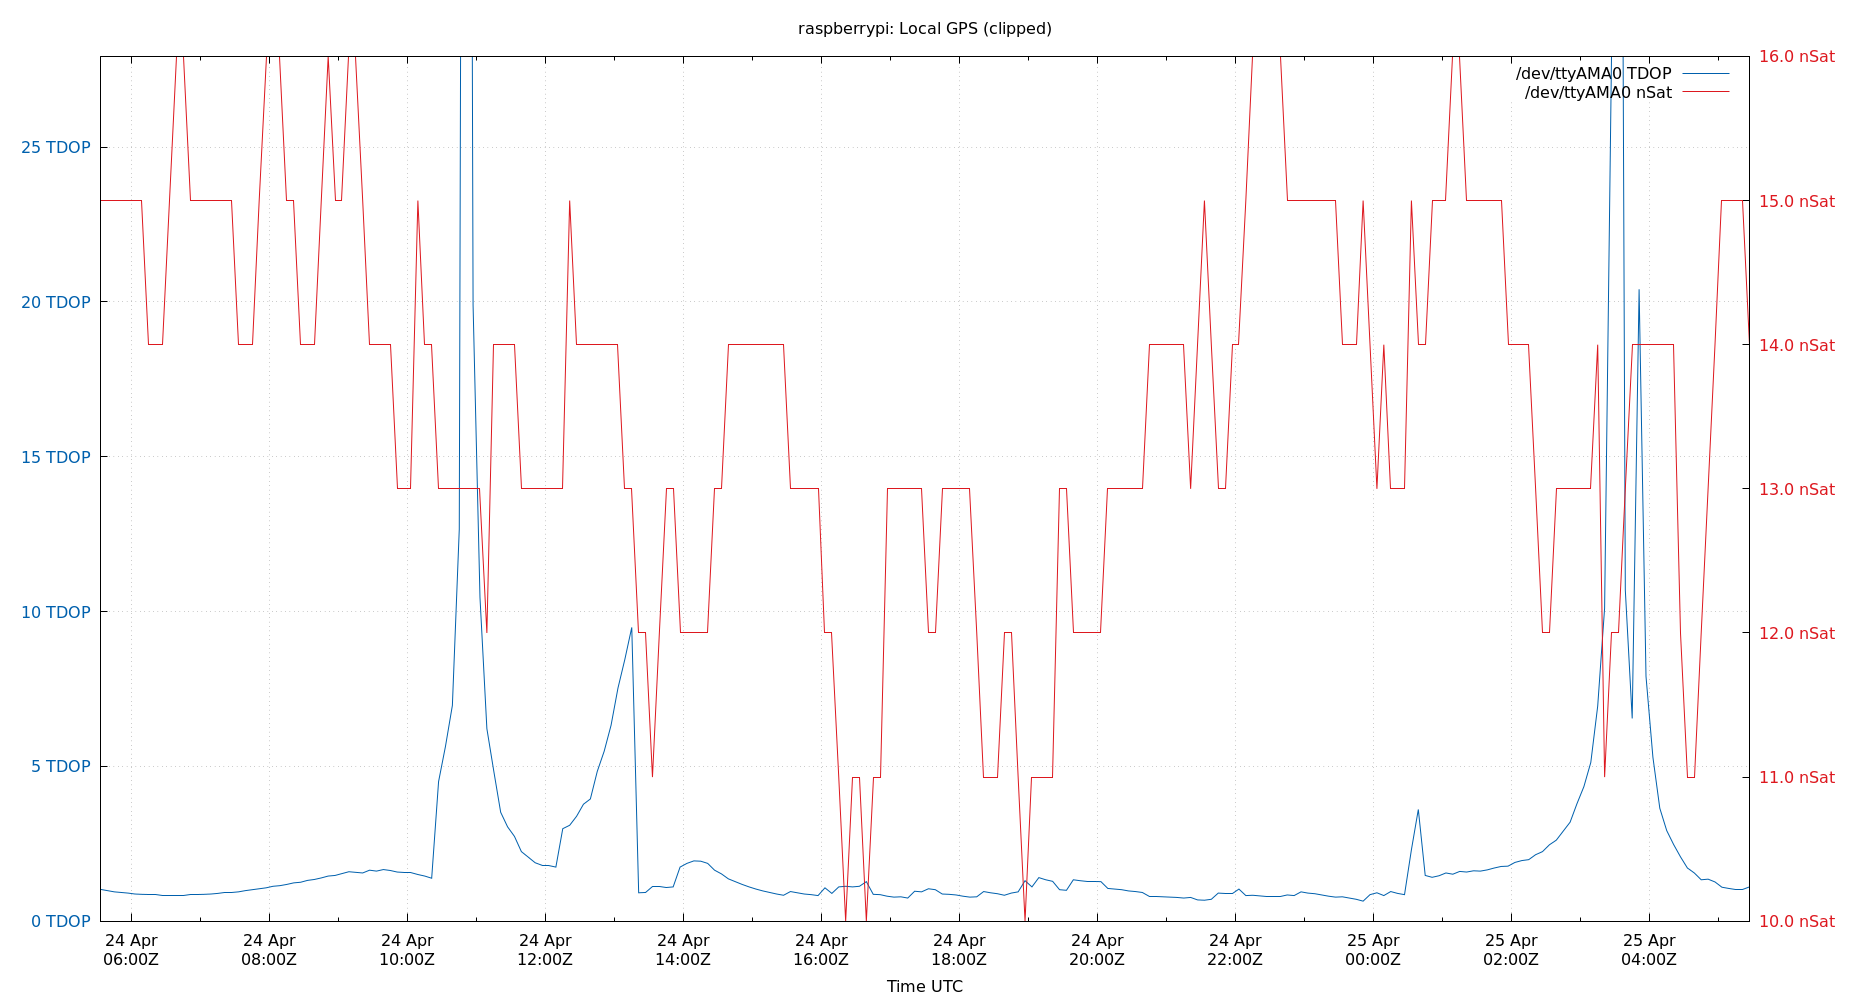 raspberrypi: Local GPS (clipped)
16.0 nSat
/dev/ttyAMA0 TDOP
/dev/ttyAMA0 nSat
25 TDOP
15.0 nSat
20 TDOP
14.0 nSat
15 TDOP
13.0 nSat
10 TDOP
12.0 nSat
5 TDOP
11.0 nSat
0 TDOP
10.0 nSat
24 Apr 24 Apr 24 Apr 24 Apr 24 Apr 24 Apr 24 Apr 24 Apr 24 Apr 25 Apr 25 Apr 25 Apr
06:00Z 08:00Z 10:00Z 12:00Z 14:00Z 16:00Z 18:00Z 20:00Z 22:00Z 00:00Z 02:00Z 04:00Z
Time UTC